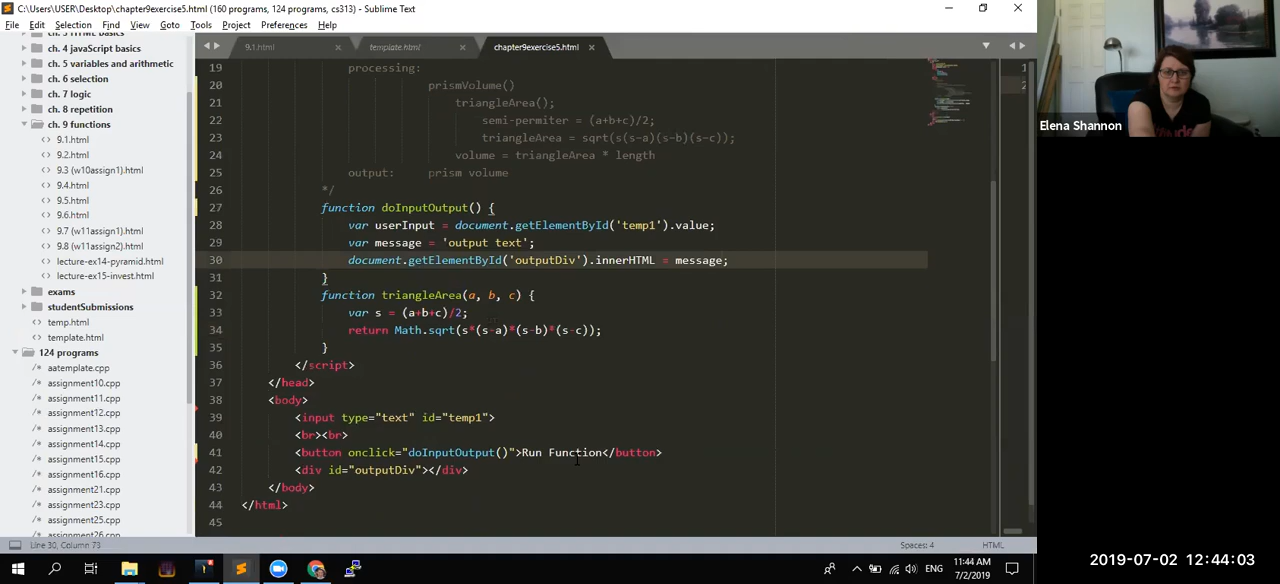 C:\Users\USER\Desktop\chapter9exercise5.html (160 programs, 124 programs, cs313) - Sublime Text
File Edit Selection Find View Goto Tools Project Preferences Help
9.1.html template.html chapter9exercise5.html
ch. 4 javaScript basics
ch. 5 variables and arithmetic
ch. 6 selection
ch. 7 logic
ch. 8 repetition
ch. 9 functions
9.1.html
9.2.html
9.3 (w10assign1).html
9.4.html
9.5.html
9.6.html
9.7 (w11assign1).html
9.8 (w11assign2).html
lecture-ex14-pyramid.html
lecture-ex15-invest.html
exams
studentSubmissions
temp.html
template.html
124 programs
aatemplate.cpp
assignment10.cpp
assignment11.cpp
assignment12.cpp
assignment13.cpp
assignment14.cpp
assignment15.cpp
assignment16.cpp
assignment21.cpp
assignment23.cpp
assignment25.cpp
assignment26.cpp
19 processing:
20 prismVolume()
21 triangleArea();
22 semi-permiter = (a+b+c)/2;
23 triangleArea = sqrt(s(s-a)(s-b)(s-c));
24 volume = triangleArea * length
25 output: prism volume
26 */
27 function doInputOutput() {
28 var userInput = document.getElementById('temp1').value;
29 var message = 'output text';
30 document.getElementById('outputDiv').innerHTML = message;
31 }
32 function triangleArea(a, b, c) {
33 var s = (a+b+c)/2;
34 return Math.sqrt(s*(s-a)*(s-b)*(s-c));
35 }
36 </script>
37 </head>
38 <body>
39 <input type="text" id="temp1">
40 <br><br>
41 <button onclick="doInputOutput()">Run Function</button>
42 <div id="outputDiv"></div>
43 </body>
44 </html>
45
Line 30, Column 73 Spaces: 4 HTML
Elena Shannon
ENG
11:44 AM
7/2/2019
2019-07-02 12:44:03